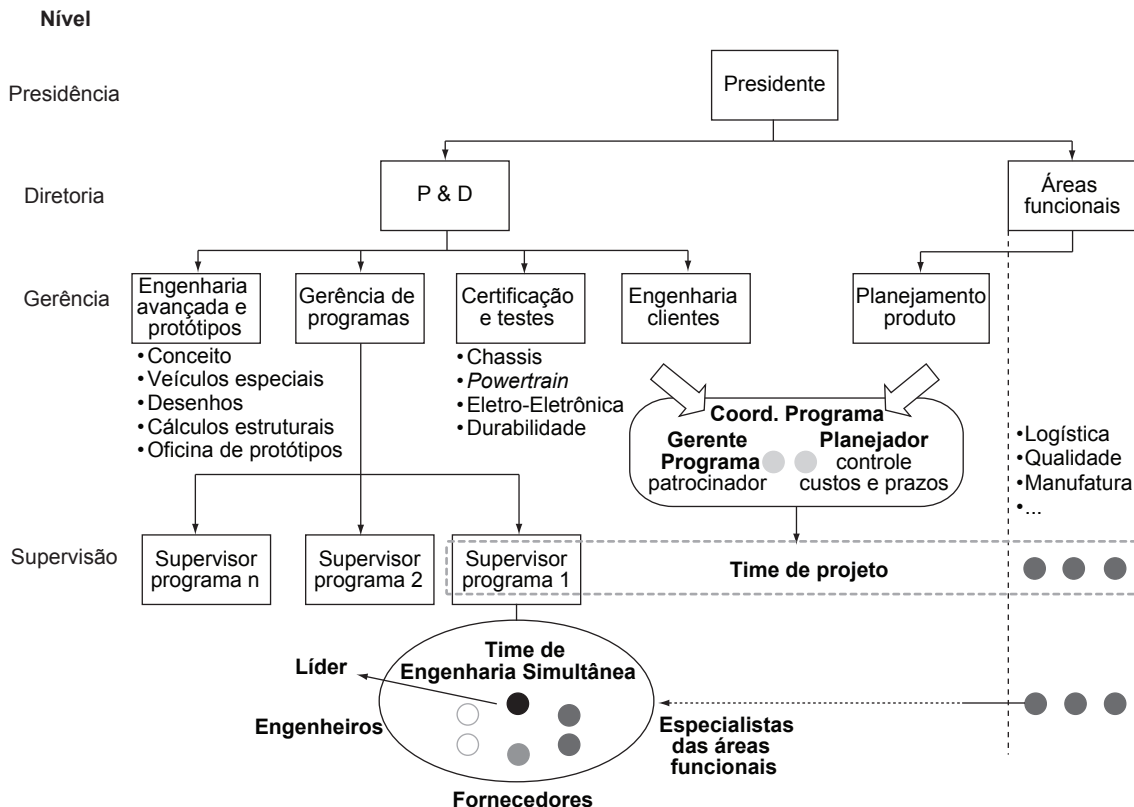 Nível
Presidência
Presidente
Diretoria
P & D
Áreas
funcionais
Gerência
Engenharia
avançada e
protótipos
Gerência de
programas
Certificação
e testes
Engenharia
clientes
Planejamento
produto
•Conceito
•Veículos especiais
•Desenhos
•Cálculos estruturais
•Oficina de protótipos
•Chassis
•Powertrain
•Eletro-Eletrônica
•Durabilidade
Coord. Programa
Gerente
Programa
patrocinador
Planejador
controle
custos e prazos
•Logística
•Qualidade
•Manufatura
•...
Supervisão
Supervisor
programa n
Supervisor
programa 2
Supervisor
programa 1
Time de projeto
Time de
Engenharia Simultânea
Líder
Engenheiros
Especialistas
das áreas
funcionais
Fornecedores